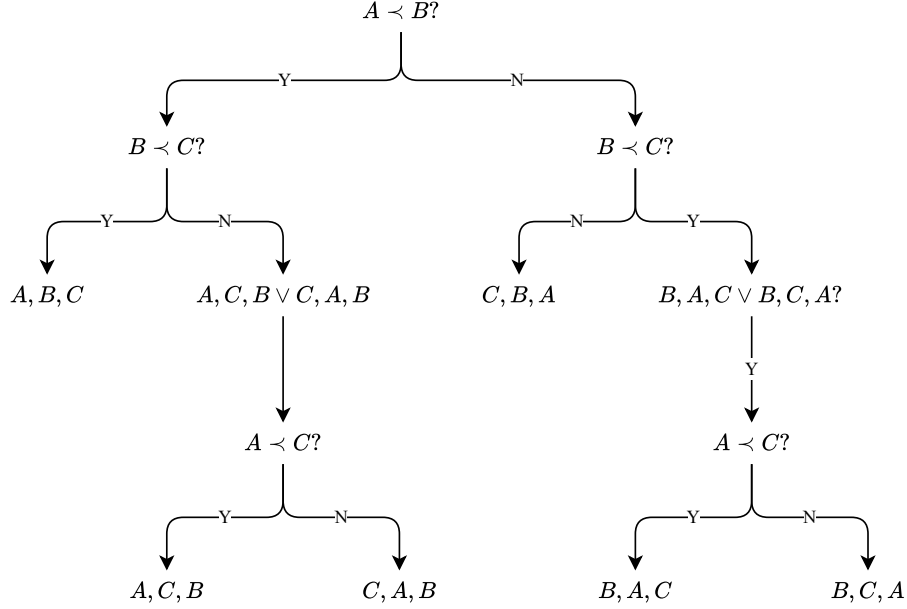 A ≺ B?
Y N
B ≺ C? B ≺ C?
Y N N Y
A, B, C A, C, B ∨ C, A, B C, B, A B, A, C ∨ B, C, A?
Y
A ≺ C? A ≺ C?
Y N Y N
A, C, B C, A, B B, A, C B, C, A